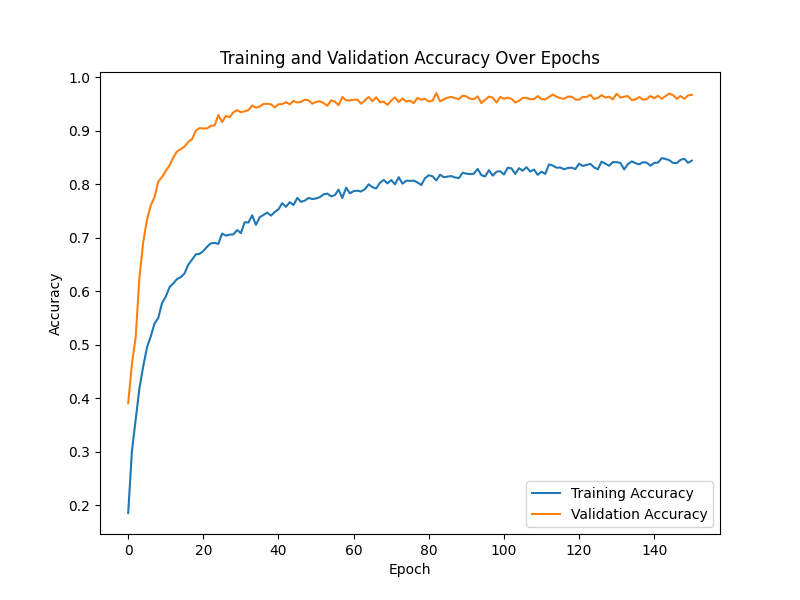 Training and Validation Accuracy Over Epochs
1.0
0.9
0.8
0.7
0.6
0.5
0.4
0.3
0.2
Accuracy
0 20 40 60 80 100 120 140
Epoch
Training Accuracy
Validation Accuracy